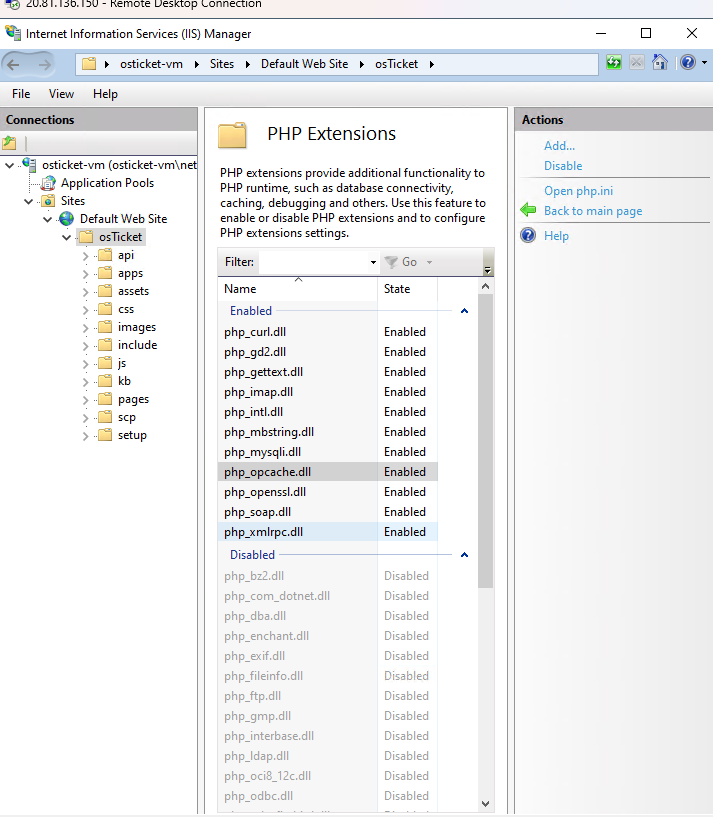 20.81.136.150 - Remote Desktop Connection
Internet Information Services (IIS) Manager
osticket-vm Sites Default Web Site osTicket
File View Help
Connections
osticket-vm (osticket-vm\net
Application Pools
Sites
Default Web Site
osTicket
api
apps
assets
css
images
include
js
kb
pages
scp
setup
PHP Extensions
PHP extensions provide additional functionality to
PHP runtime, such as database connectivity,
caching, debugging and others. Use this feature to
enable or disable PHP extensions and to configure
PHP extensions settings.
Filter: Go
Name State
Enabled
php_curl.dll Enabled
php_gd2.dll Enabled
php_gettext.dll Enabled
php_imap.dll Enabled
php_intl.dll Enabled
php_mbstring.dll Enabled
php_mysqli.dll Enabled
php_opcache.dll Enabled
php_openssl.dll Enabled
php_soap.dll Enabled
php_xmlrpc.dll Enabled
Disabled
php_bz2.dll Disabled
php_com_dotnet.dll Disabled
php_dba.dll Disabled
php_enchant.dll Disabled
php_exif.dll Disabled
php_fileinfo.dll Disabled
php_ftp.dll Disabled
php_gmp.dll Disabled
php_interbase.dll Disabled
php_ldap.dll Disabled
php_oci8_12c.dll Disabled
php_odbc.dll Disabled
Actions
Add...
Disable
Open php.ini
Back to main page
Help